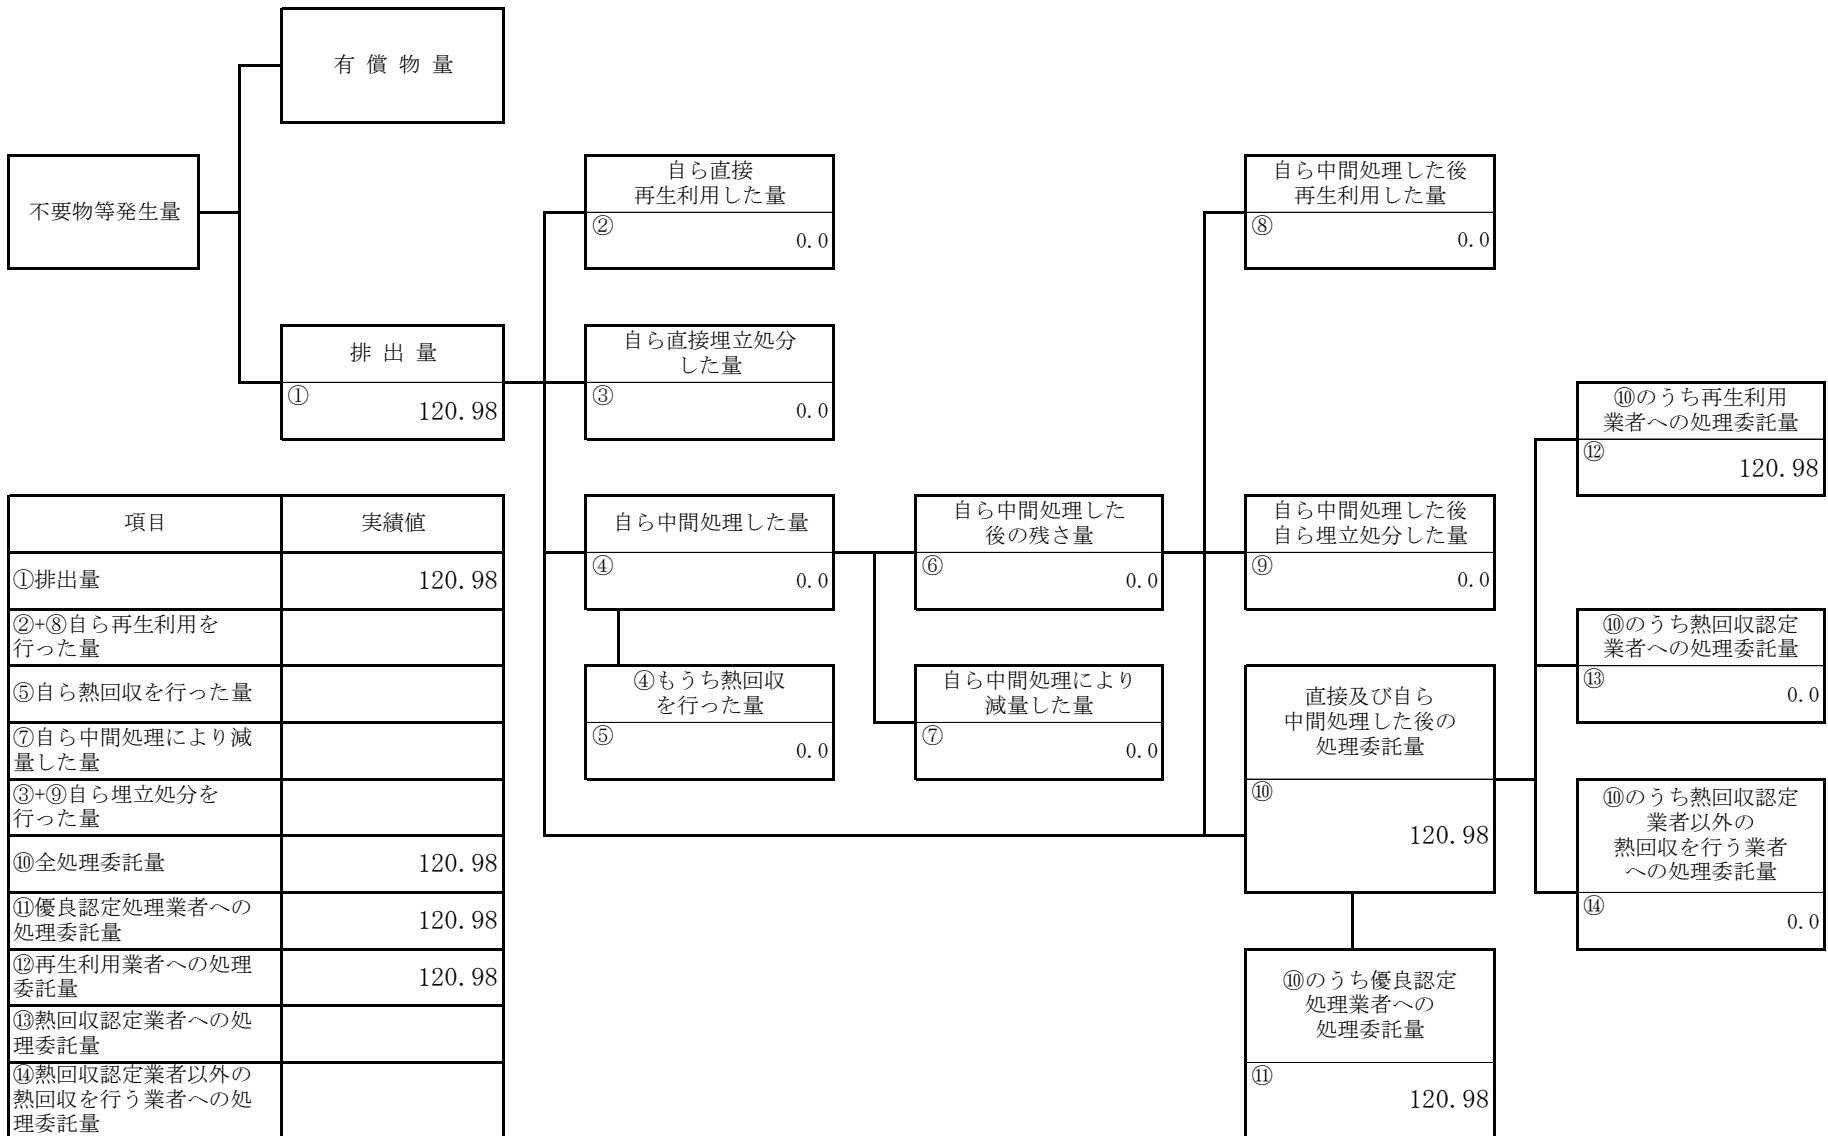 有 償 物 量
不要物等発生量
排 出 量
①
120.98
自ら直接
再生利用した量
②
0.0
自ら直接埋立処分
した量
③
0.0
自ら中間処理した量
④
0.0
④もうち熱回収
を行った量
⑤
0.0
自ら中間処理した
後の残さ量
⑥
0.0
自ら中間処理により
減量した量
⑦
0.0
自ら中間処理した後
再生利用した量
⑧
0.0
自ら中間処理した後
自ら埋立処分した量
⑨
0.0
直接及び自ら
中間処理した後の
処理委託量
⑩
120.98
⑩のうち優良認定
処理業者への
処理委託量
⑪
120.98
⑩のうち再生利用
業者への処理委託量
⑫
120.98
⑩のうち熱回収認定
業者への処理委託量
⑬
0.0
⑩のうち熱回収認定
業者以外の
熱回収を行う業者
への処理委託量
⑭
0.0
項目 実績値
①排出量 120.98
②+⑧自ら再生利用を
行った量
⑤自ら熱回収を行った量
⑦自ら中間処理により減
量した量
③+⑨自ら埋立処分を
行った量
⑩全処理委託量 120.98
⑪優良認定処理業者への
処理委託量 120.98
⑫再生利用業者への処理
委託量 120.98
⑬熱回収認定業者への処
理委託量
⑭熱回収認定業者以外の
熱回収を行う業者への処
理委託量